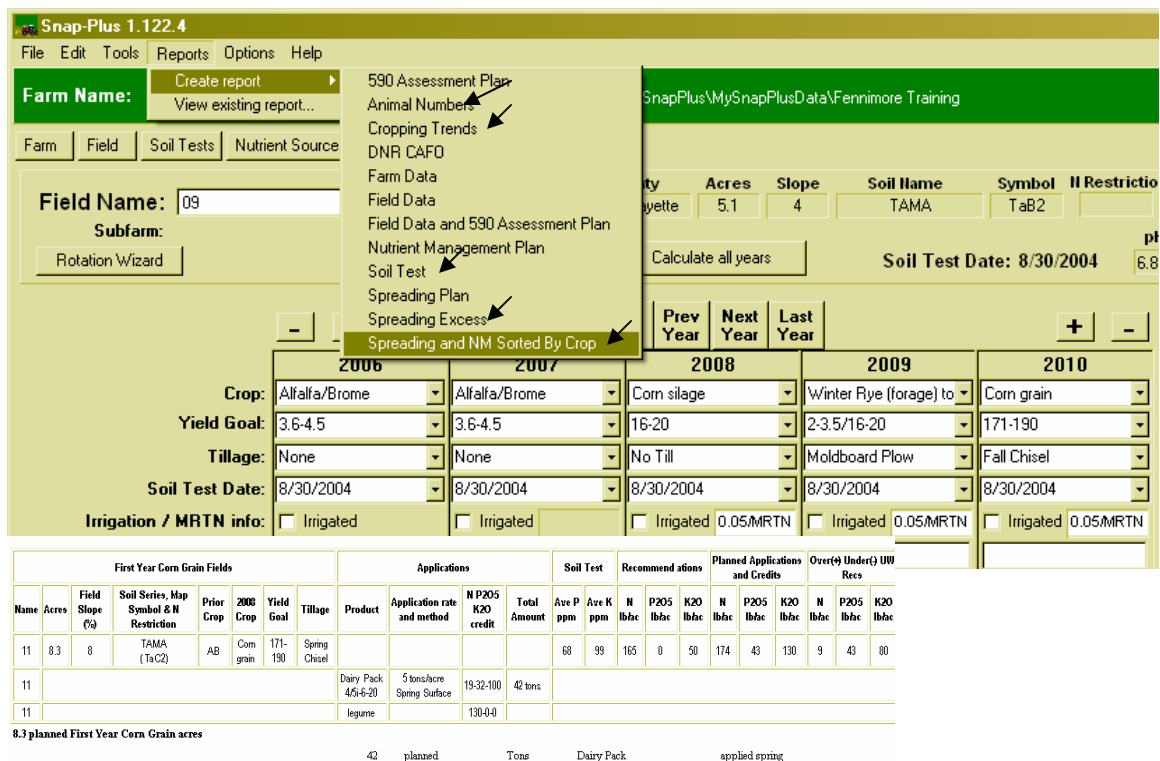 Snap-Plus 1.122.4
File Edit Tools Reports Options Help
Create report
View existing report...
590 Assessment Plan
Animal Numbers
Cropping Trends
DNR CAFO
Farm Data
Field Data
Field Data and 590 Assessment Plan
Nutrient Management Plan
Soil Test
Spreading Plan
Spreading Excess
Spreading and NM Sorted By Crop
Farm Name: SnapPlus\MySnapPlusData\Fennimore Training
Farm Field Soil Tests Nutrient Source
Acres Slope Soil Name Symbol N Restrictio
Field Name: 09 ayette 5.1 4 TAMA TaB2
Subfarm:
Rotation Wizard Calculate all years Soil Test Date: 8/30/2004 6.8
- Prev Year Next Year Last Year + -
2006 2007 2008 2009 2010
Crop: Alfalfa/Brome Alfalfa/Brome Corn silage Winter Rye (forage) to Corn grain
Yield Goal: 3.6-4.5 3.6-4.5 16-20 2-3.5/16-20 171-190
Tillage: None None No Till Moldboard Plow Fall Chisel
Soil Test Date: 8/30/2004 8/30/2004 8/30/2004 8/30/2004 8/30/2004
Irrigation / MRTN info: Irrigated Irrigated Irrigated 0.05/MRTN Irrigated 0.05/MRTN Irrigated 0.05/MRTN
First Year Corn Grain Fields Applications Soil Test Recommend ations Planned Applications and Credits Over(+) Under(-) UW Recs
Name Acres Field Slope (%) Soil Series, Map Symbol & N Restriction Prior Crop 2008 Crop Yield Goal Tillage Product Application rate and method N P2O5 K2O credit Total Amount Ave P ppm Ave K ppm N lb/ac P2O5 lb/ac K2O lb/ac N lb/ac P2O5 lb/ac K2O lb/ac N lb/ac P2O5 lb/ac K2O lb/ac
11 8.3 8 TAMA (TaC2) AB Corn grain 171-190 Spring Chisel 68 99 165 0 50 174 43 130 9 43 80
11 Dairy Pack 4/5i-6-20 5 tons/acre Spring Surface 19-32-100 42 tons
11 legume 130-0-0
8.3 planned First Year Corn Grain acres
42 planned Tons Dairy Pack applied spring